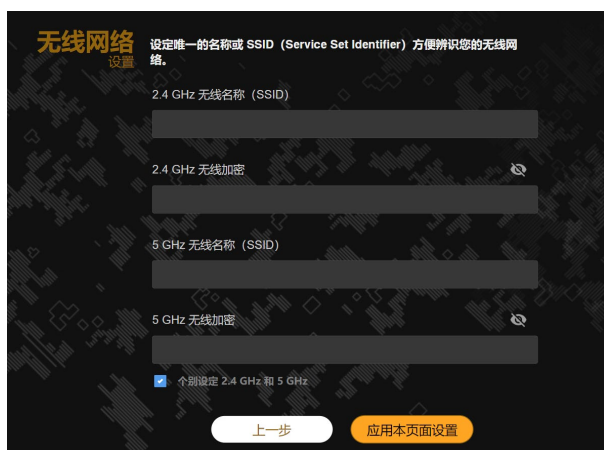 无线网络
设置
设定唯一的名称或 SSID（Service Set Identifier）方便辨识您的无线网
络。
2.4 GHz 无线名称（SSID）
2.4 GHz 无线加密
5 GHz 无线名称（SSID）
5 GHz 无线加密
个别设定 2.4 GHz 和 5 GHz
上一步
应用本页面设置